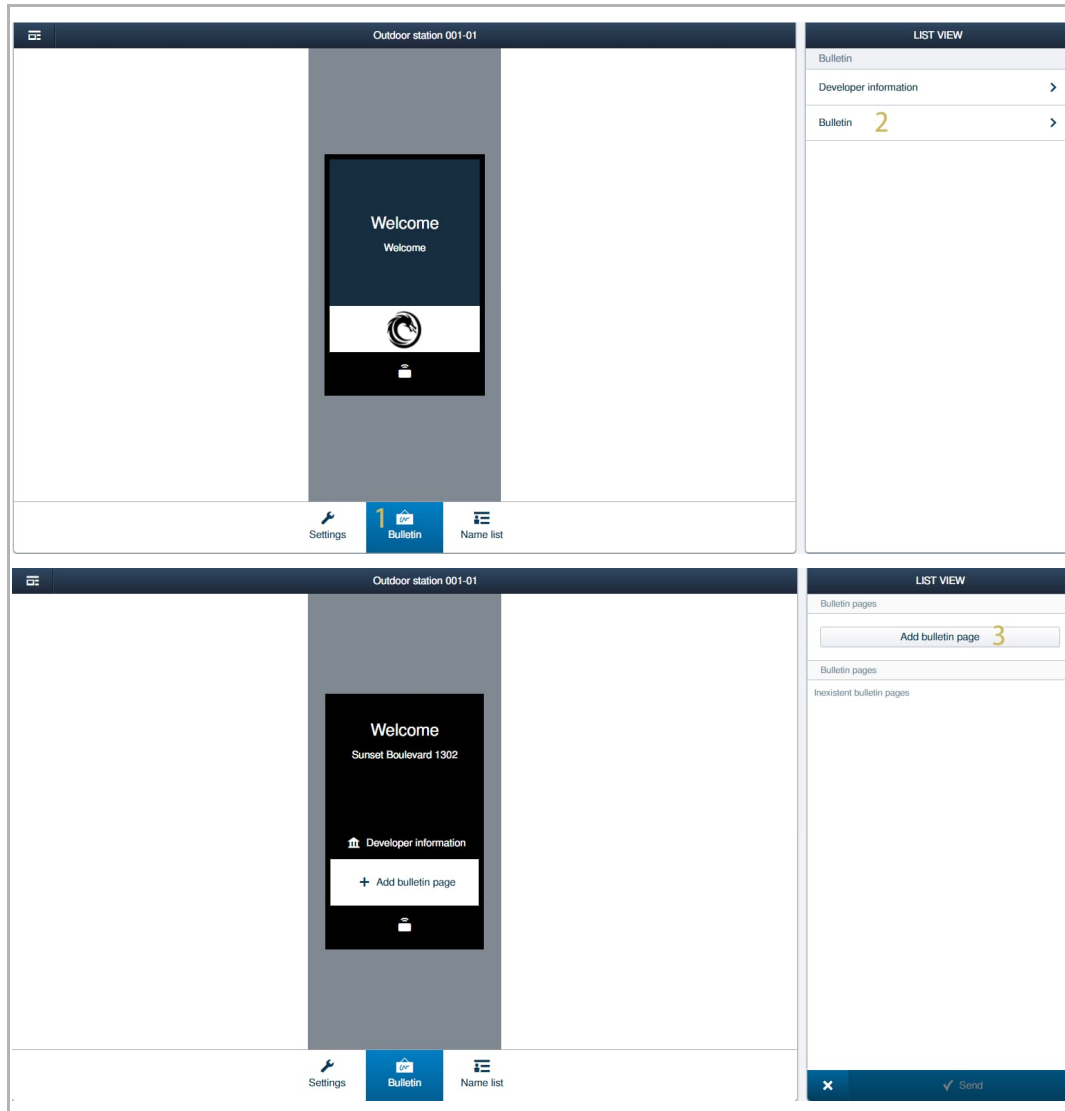 Outdoor station 001-01
LIST VIEW
Bulletin
Developer information
Bulletin 2
Welcome
Welcome
1
Settings
Bulletin
Name list
Outdoor station 001-01
LIST VIEW
Bulletin pages
Add bulletin page 3
Bulletin pages
Inexistent bulletin pages
Welcome
Sunset Boulevard 1302
Developer information
+ Add bulletin page
Settings
Bulletin
Name list
Send